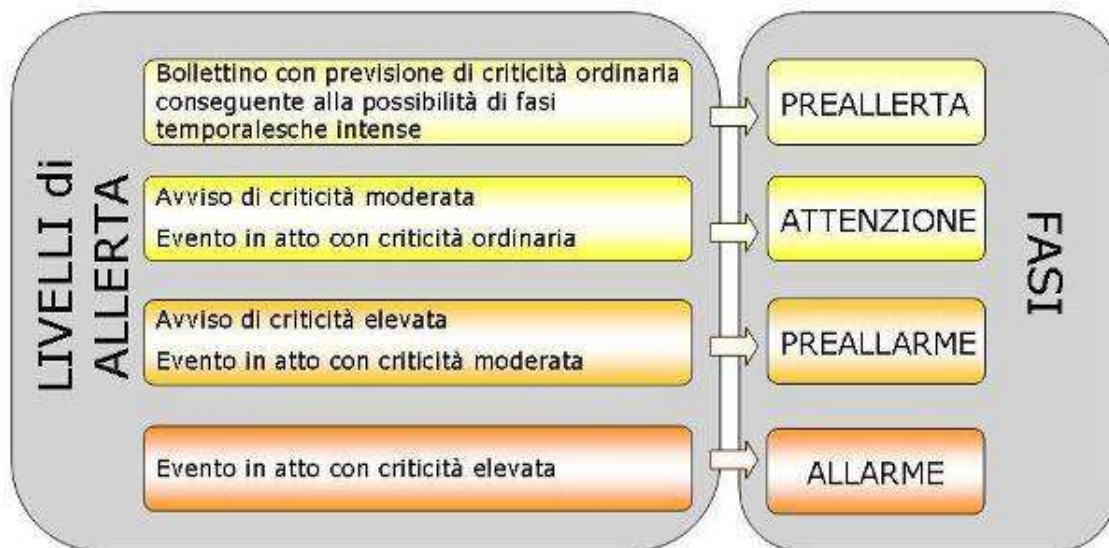 LIVELLI di
ALLERTA
Bollettino con previsione di criticità ordinaria
conseguente alla possibilità di fasi
temporalesche intense
PREALLERTA
Avviso di criticità moderata
Evento in atto con criticità ordinaria
ATTENZIONE
Avviso di criticità elevata
Evento in atto con criticità moderata
PREALLARME
Evento in atto con criticità elevata
ALLARME
FASI